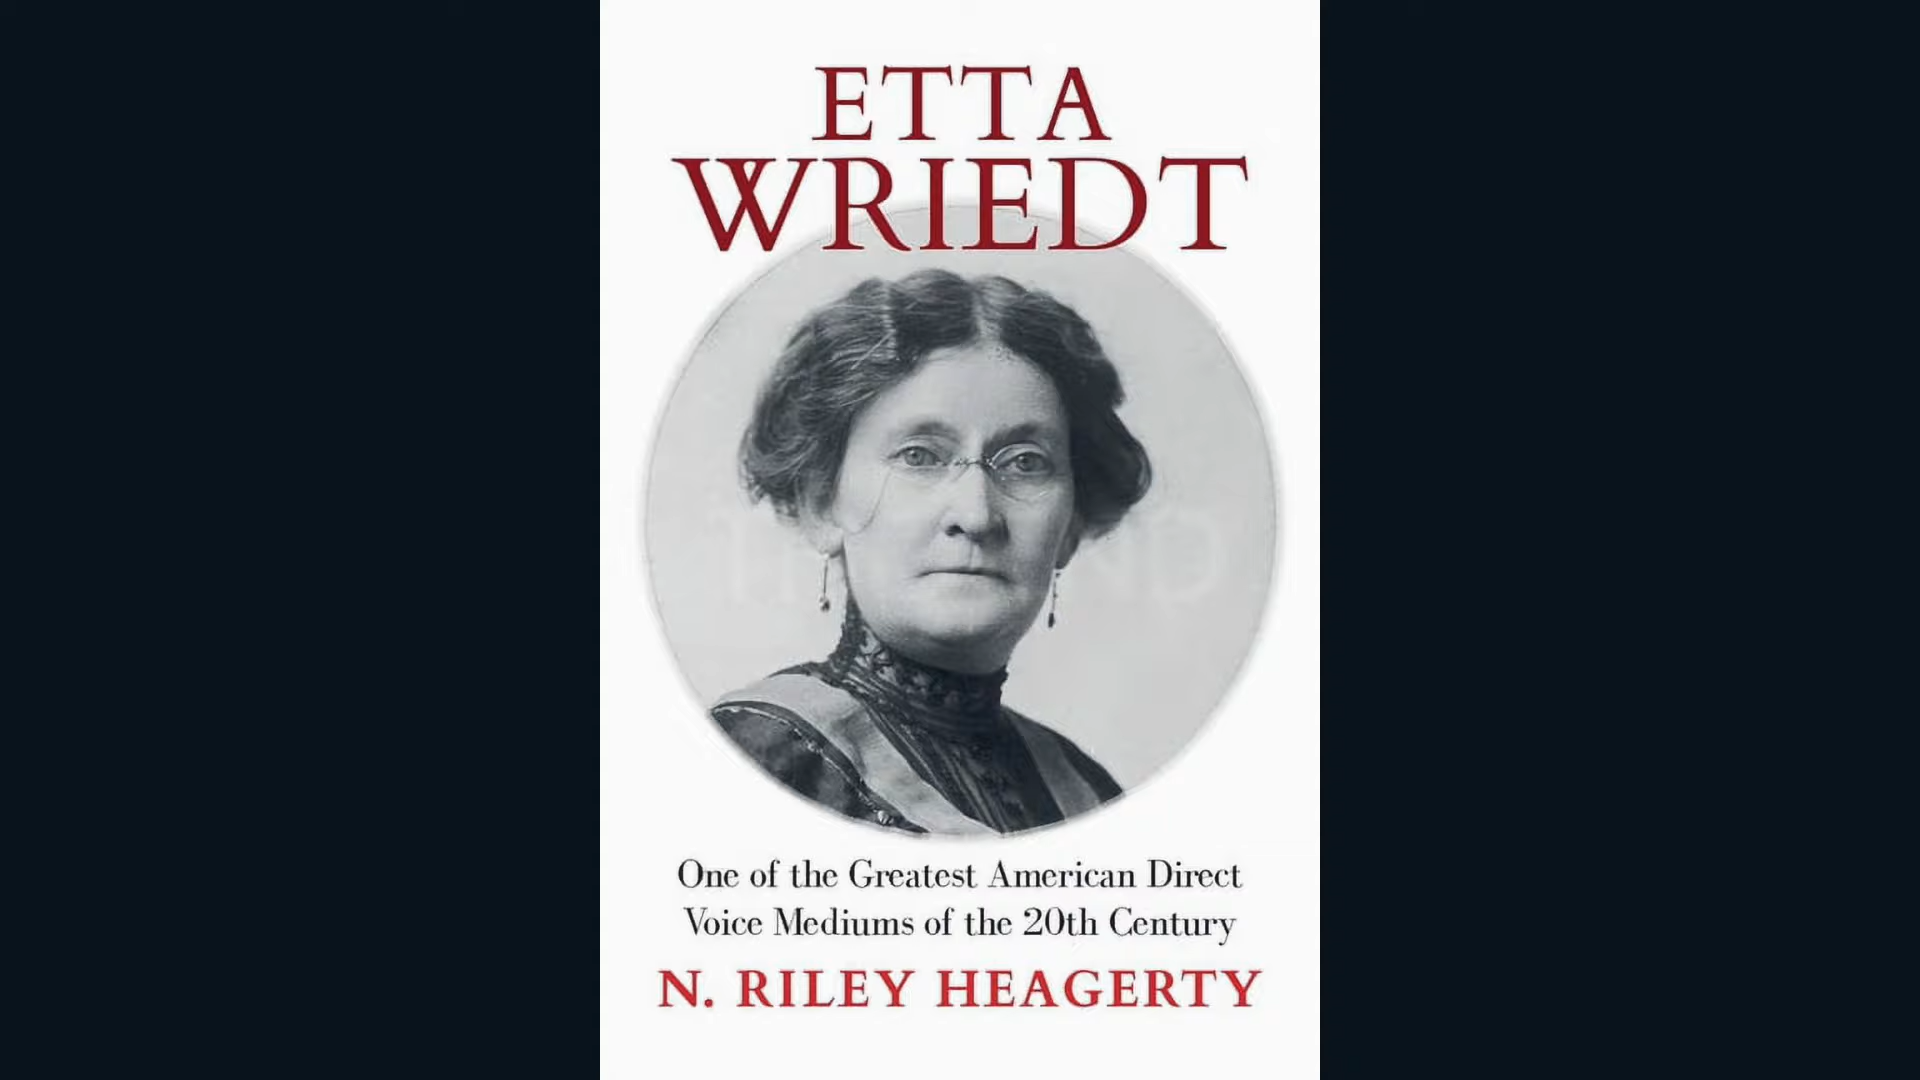 ETTA
WRIEDT
One of the Greatest American Direct
Voice Mediums of the 20th Century
N. RILEY HEAGERTY